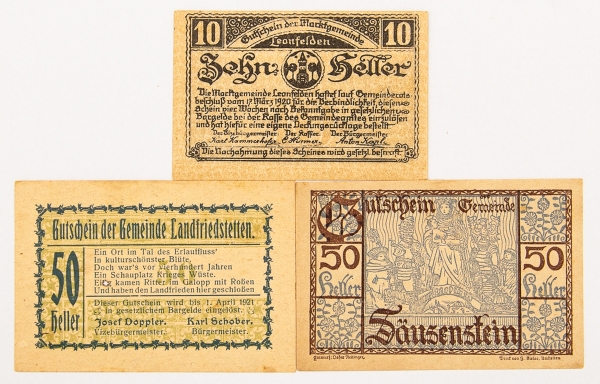 10
Gutschein der Marktgemeinde
Leonfelden.
10
Zehn Heller
Die Marktgemeinde Leonfelden haftet lauf Gemeinderats
beschluß vom 17. März 1920 für die Verbindlichkeit, diesen
Schein vier Wochen nach Bekanntgabe in gesetzlichen
Bargelde bei der Kasse des Gemeindeamtes einzulösen
und hat hiefür eine eigene Deckungsrücklage bestellt.
Der Vizebürgermeister Der Kassier Der Bürgermeister
Karl Kammerhofer Anton
Die Nachahmung dieses Scheines wird gesetzl. bestraft.
Gutschein der Gemeinde Landfriedstetten.
50
Heller
Ein Ort im Tal des Erlaufflus'
In kulturschönster Blüte,
Doch war's vor vierhundert Jahren
Ein Schauplatz Krieges Wüste.
Es kamen Ritter im Galopp mit Roßen
Und haben den Landfrieden hier geschloßen
Dieser Gutschein wird bis 1. April 1921
in gesetzlichem Bargelde eingelöst.
Josef Doppler, Karl Schober,
Vizebürgermeister. Bürgermeister.
Gutschein Gemeinde
50
Heller
50
Heller
Säusenstein